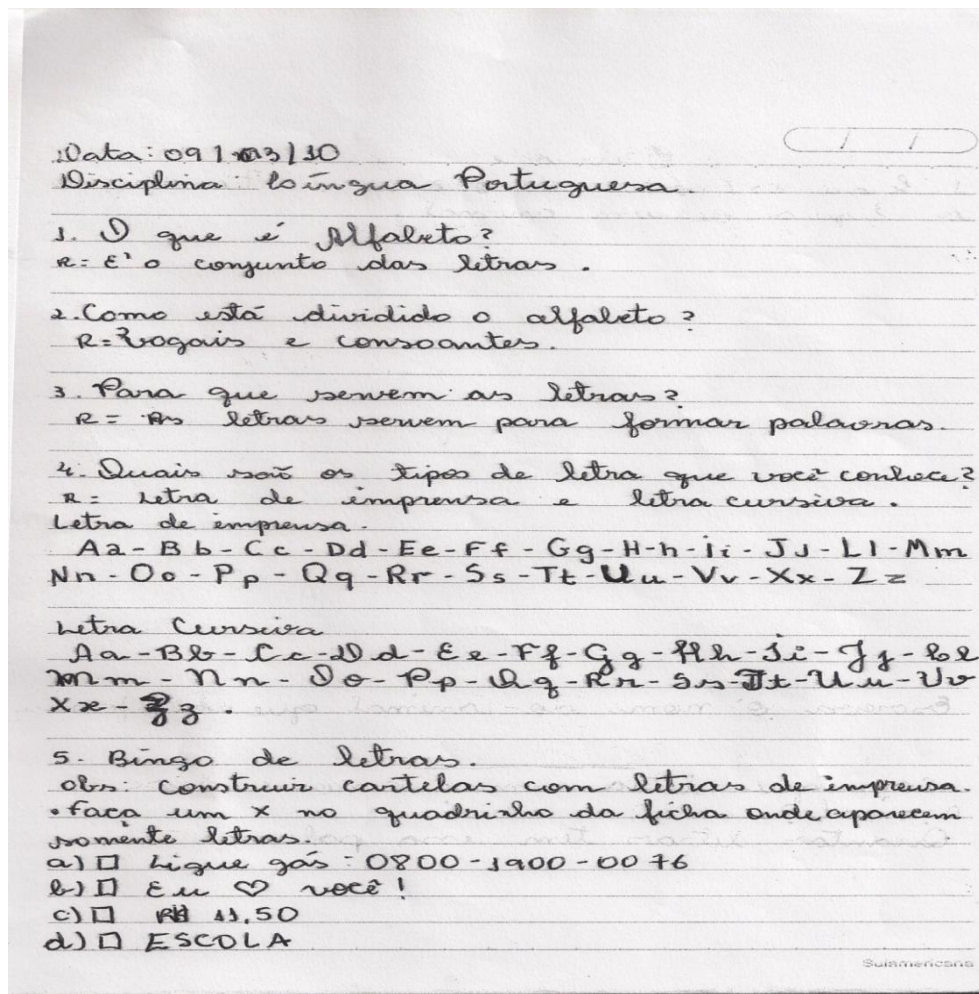 Data: 09/03/10
Disciplina: Língua Portuguesa.
1. O que é Alfabeto?
R= E' o conjunto das letras.
2. Como está dividido o alfabeto?
R= Vogais e consoantes.
3. Para que servem as letras?
R= As letras servem para formar palavras.
4. Quais são os tipos de letra que você conhece?
R= Letra de imprensa e letra cursiva.
Letra de imprensa.
Aa - Bb - Cc - Dd - Ee - Ff - Gg - H-h - Ii - Jj - Ll - Mm
Nn - Oo - Pp - Qq - Rr - Ss - Tt - Uu - Vv - Xx - Zz
Letra Cursiva
Aa - Bb - Cc - Dd - Ee - Ff - Gg - Hh - Ii - Jj - Ll
Mm - Nn - Oo - Pp - Qq - Rr - Ss - Tt - Uu - Vv
Xx - Zz.
5. Bingo de letras.
obs: Construir cartelas com letras de imprensa.
• Faça um x no quadrinho da ficha onde aparecem
somente letras.
a) □ Ligue gás: 0800-1900-0076
b) □ Eu ♡ você!
c) □ R$ 11,50
d) □ ESCOLA
Sulamericana